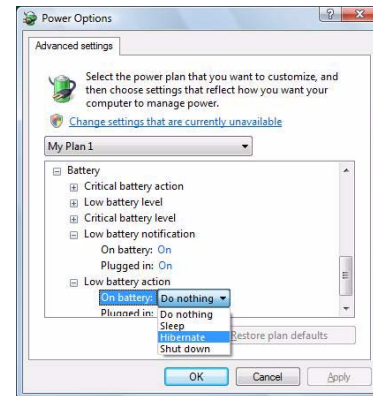 Power Options
Advanced settings
Select the power plan that you want to customize, and
then choose settings that reflect how you want your
computer to manage power.
Change settings that are currently unavailable
My Plan 1
Battery
Critical battery action
Low battery level
Critical battery level
Low battery notification
On battery: On
Plugged in: On
Low battery action
On battery: Do nothing
Plugged in: Do nothing
Sleep
Hibernate
Shut down
Restore plan defaults
OK Cancel Apply